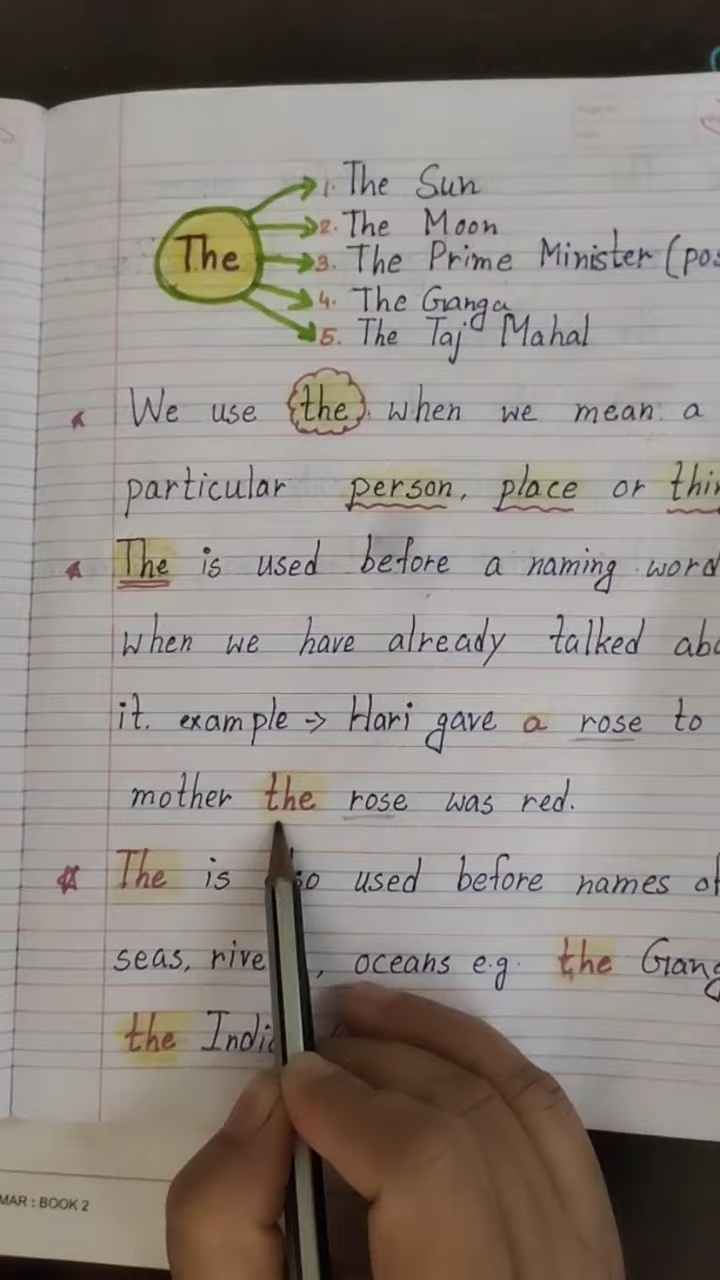 The
1. The Sun
2. The Moon
3. The Prime Minister (pos
4. The Ganga
5. The Taj Mahal
We use the when we mean a
particular person, place or thin
The is used before a naming word
when we have already talked abo
it. example → Hari gave a rose to
mother the rose was red.
The is so used before names of
seas, rive , oceans e.g. the Gang
the Indi
MAR : BOOK 2